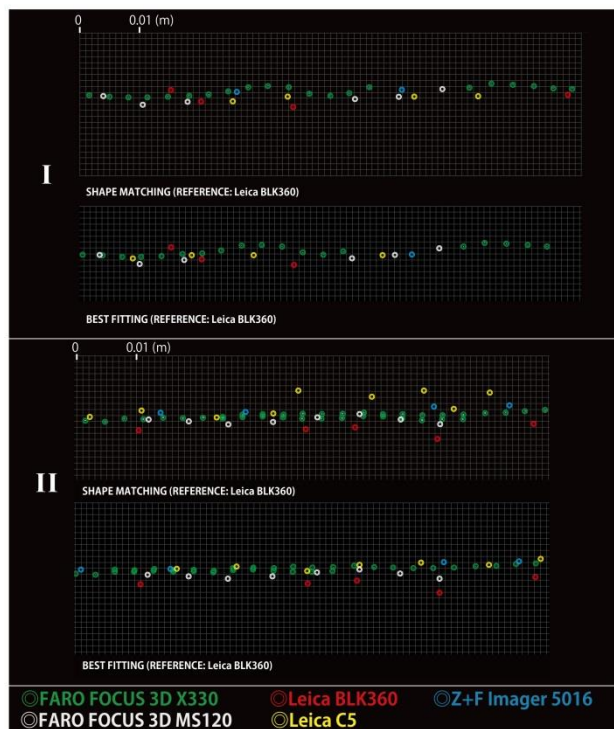 0 0.01 (m)
I
SHAPE MATCHING (REFERENCE: Leica BLK360)
BEST FITTING (REFERENCE: Leica BLK360)
0 0.01 (m)
II
SHAPE MATCHING (REFERENCE: Leica BLK360)
BEST FITTING (REFERENCE: Leica BLK360)
FARO FOCUS 3D X330 Leica BLK360 Z+F Imager 5016
FARO FOCUS 3D MS120 Leica C5